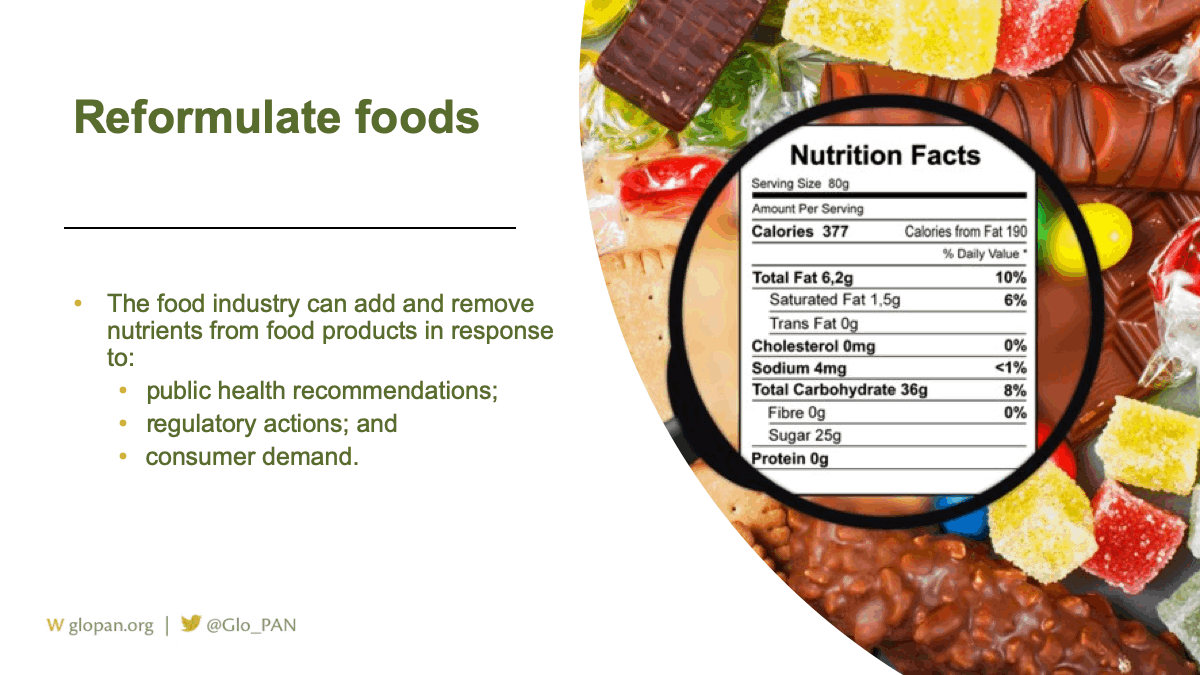 Reformulate foods
• The food industry can add and remove
nutrients from food products in response
to:
• public health recommendations;
• regulatory actions; and
• consumer demand.
Nutrition Facts
Serving Size 80g
Amount Per Serving
Calories 377 Calories from Fat 190
% Daily Value *
Total Fat 6,2g 10%
Saturated Fat 1,5g 6%
Trans Fat 0g
Cholesterol 0mg 0%
Sodium 4mg <1%
Total Carbohydrate 36g 8%
Fibre 0g 0%
Sugar 25g
Protein 0g
W glopan.org | @Glo_PAN